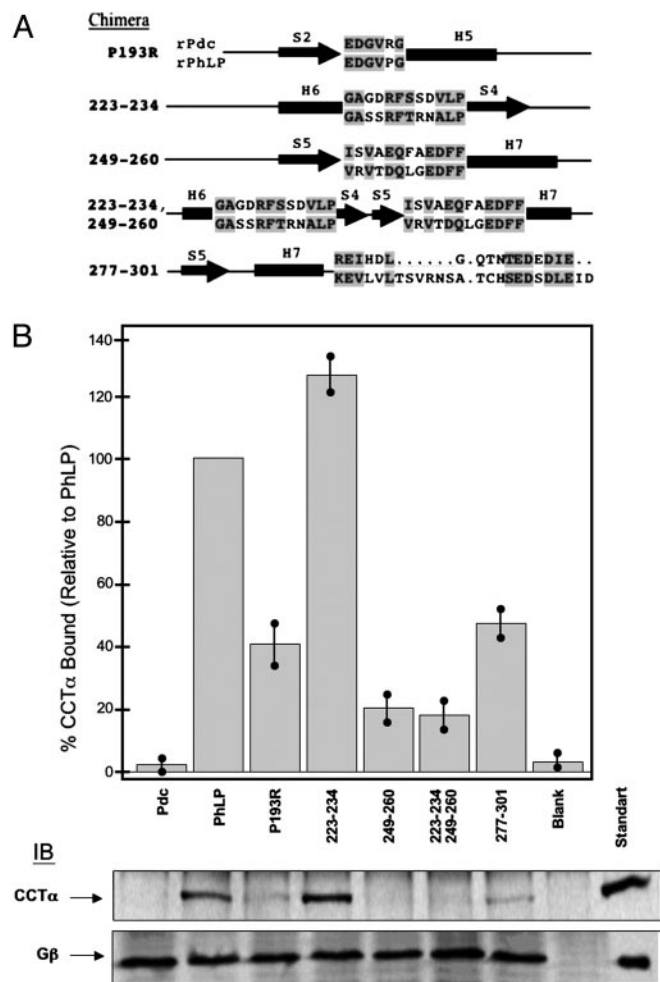 A
Chimera
P193R
rPdc
rPhLP
S2
EDGVRG
EDGVPG
H5
223-234
H6
GAGDRFSSDVLP
GASSRFTRNALP
S4
249-260
S5
ISVAEQFAEDFF
VRVTDQLGEDFF
H7
223-234,
249-260
H6
GAGDRFSSDVLP
GASSRFTRNALP
S4
S5
ISVAEQFAEDFF
VRVTDQLGEDFF
H7
277-301
S5
H7
REIHDL......G.QTNTEDEDIE..
KEVLVLTSVRNSA.TCHSEDSDLEID
B
% CCTα Bound (Relative to PhLP)
140
120
100
80
60
40
20
0
Pdc
PhLP
P193R
223-234
249-260
223-234
249-260
277-301
Blank
Standart
IB
CCTα
Gβ